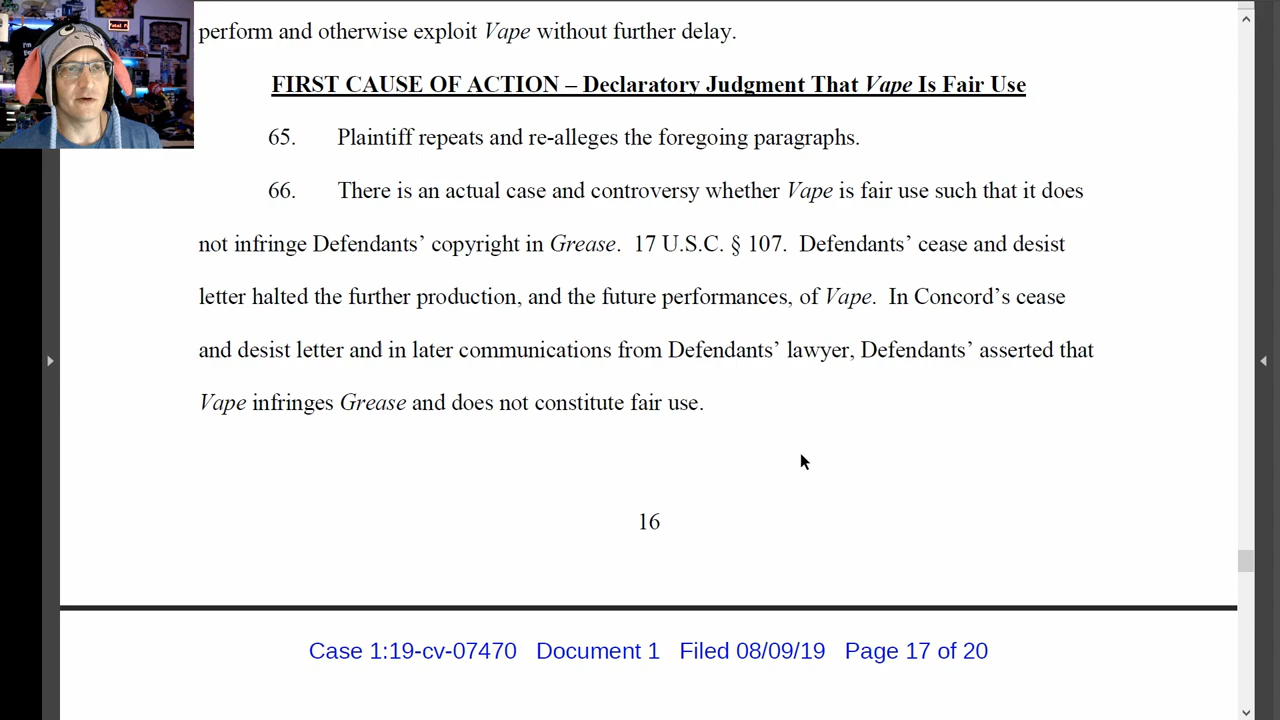 perform and otherwise exploit Vape without further delay.
FIRST CAUSE OF ACTION – Declaratory Judgment That Vape Is Fair Use
65. Plaintiff repeats and re-alleges the foregoing paragraphs.
66. There is an actual case and controversy whether Vape is fair use such that it does
not infringe Defendants’ copyright in Grease. 17 U.S.C. § 107. Defendants’ cease and desist
letter halted the further production, and the future performances, of Vape. In Concord’s cease
and desist letter and in later communications from Defendants’ lawyer, Defendants’ asserted that
Vape infringes Grease and does not constitute fair use.
16
Case 1:19-cv-07470 Document 1 Filed 08/09/19 Page 17 of 20